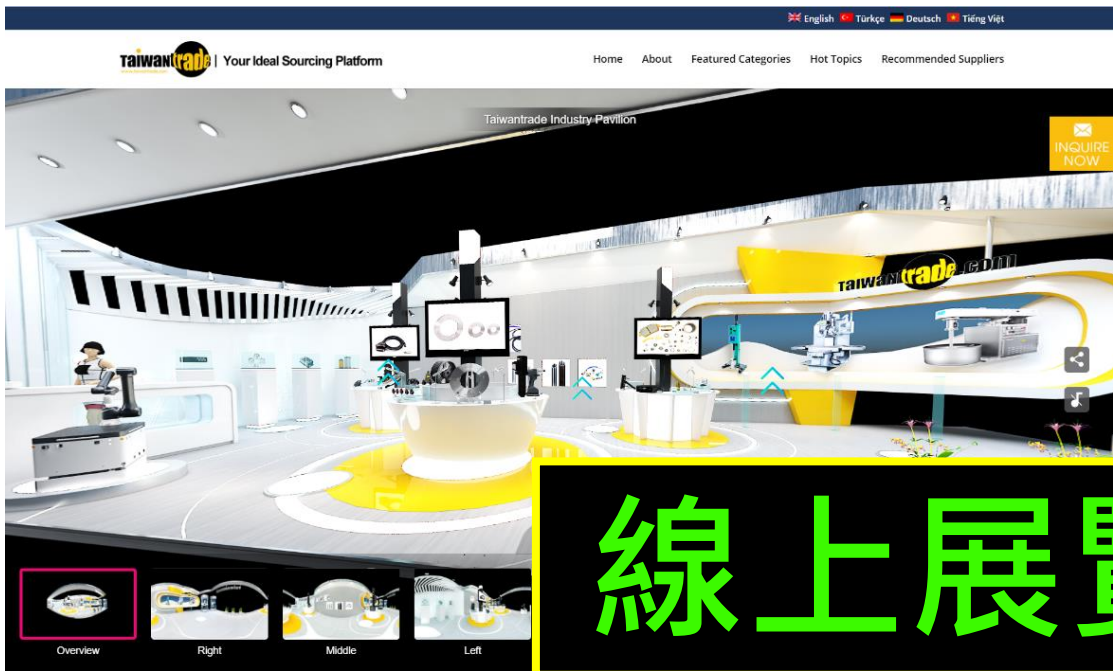 English Türkçe Deutsch Tiếng Việt
Taiwantrade | Your Ideal Sourcing Platform
Home About Featured Categories Hot Topics Recommended Suppliers
Taiwantrade Industry Pavilion
INQUIRE
NOW
Taiwantrade.com
線上展
Overview Right Middle Left